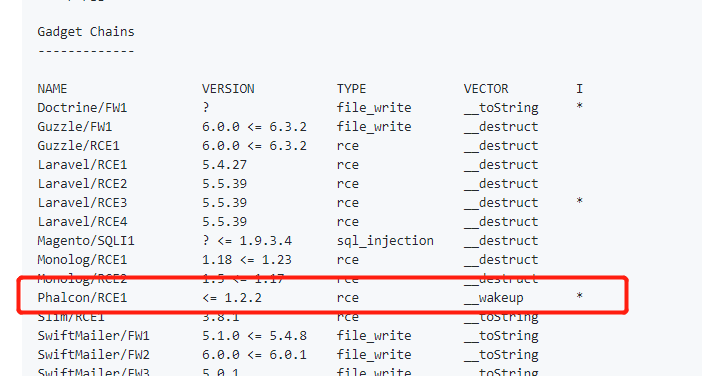 Gadget Chains
-------------
NAME VERSION TYPE VECTOR I
Doctrine/FW1 ? file_write __toString *
Guzzle/FW1 6.0.0 <= 6.3.2 file_write __destruct
Guzzle/RCE1 6.0.0 <= 6.3.2 rce __destruct
Laravel/RCE1 5.4.27 rce __destruct
Laravel/RCE2 5.5.39 rce __destruct
Laravel/RCE3 5.5.39 rce __destruct *
Laravel/RCE4 5.5.39 rce __destruct
Magento/SQLI1 ? <= 1.9.3.4 sql_injection __destruct
Monolog/RCE1 1.18 <= 1.23 rce __destruct
Monolog/RCE2 1.5 <= 1.17 rce __destruct
Phalcon/RCE1 <= 1.2.2 rce __wakeup *
Slim/RCE1 3.8.1 rce __toString
SwiftMailer/FW1 5.1.0 <= 5.4.8 file_write __toString
SwiftMailer/FW2 6.0.0 <= 6.0.1 file_write __toString
SwiftMailer/FW3 5.0.1 file_write __toString